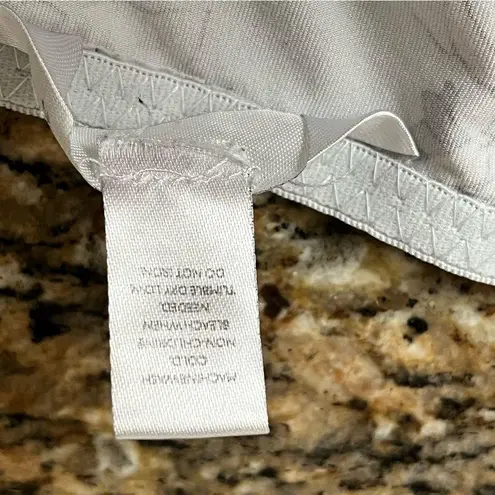 MACHINE WASH
COLD.
NON-CHLORINE
BLEACH WHEN
NEEDED.
TUMBLE DRY LOW.
DO NOT IRON.